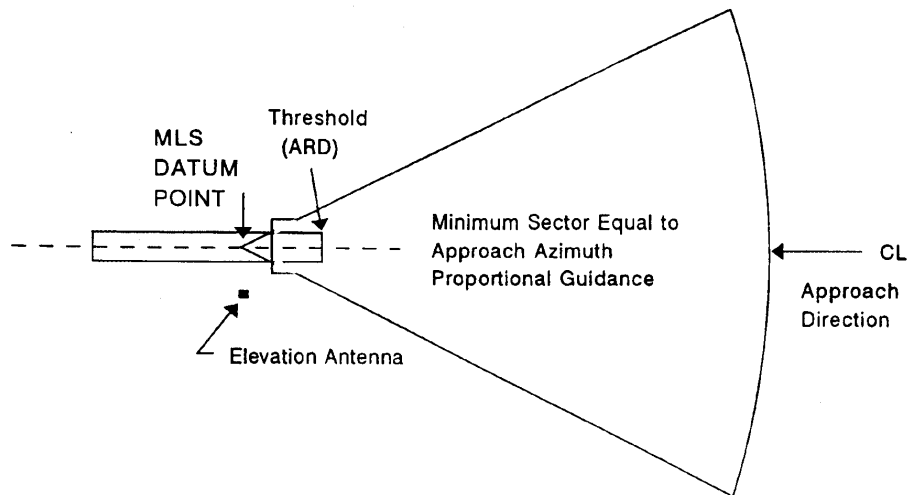 Threshold
(ARD)
MLS
DATUM
POINT
Minimum Sector Equal to
Approach Azimuth
Proportional Guidance
CL
Approach
Direction
Elevation Antenna